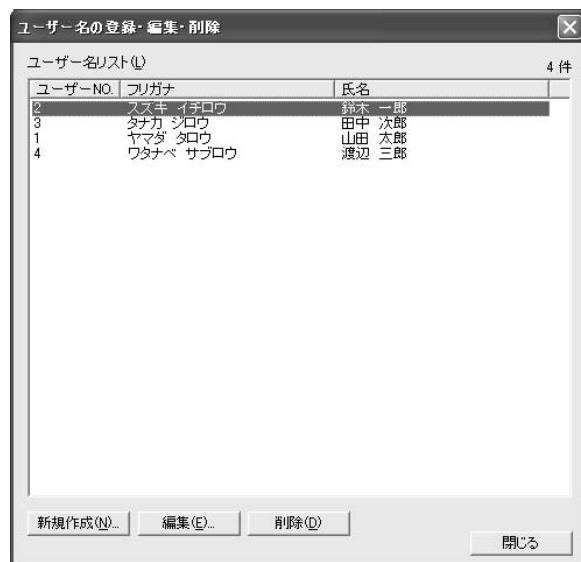 ユーザー名の登録・編集・削除
ユーザー名リスト(L)
4 件
ユーザーNO. フリガナ 氏名
2 スズキ イチロウ 鈴木 一郎
3 タナカ ジロウ 田中 次郎
1 ヤマダ タロウ 山田 太郎
4 ワタナベ サブロウ 渡辺 三郎
新規作成(N)... 編集(E)... 削除(D)
閉じる